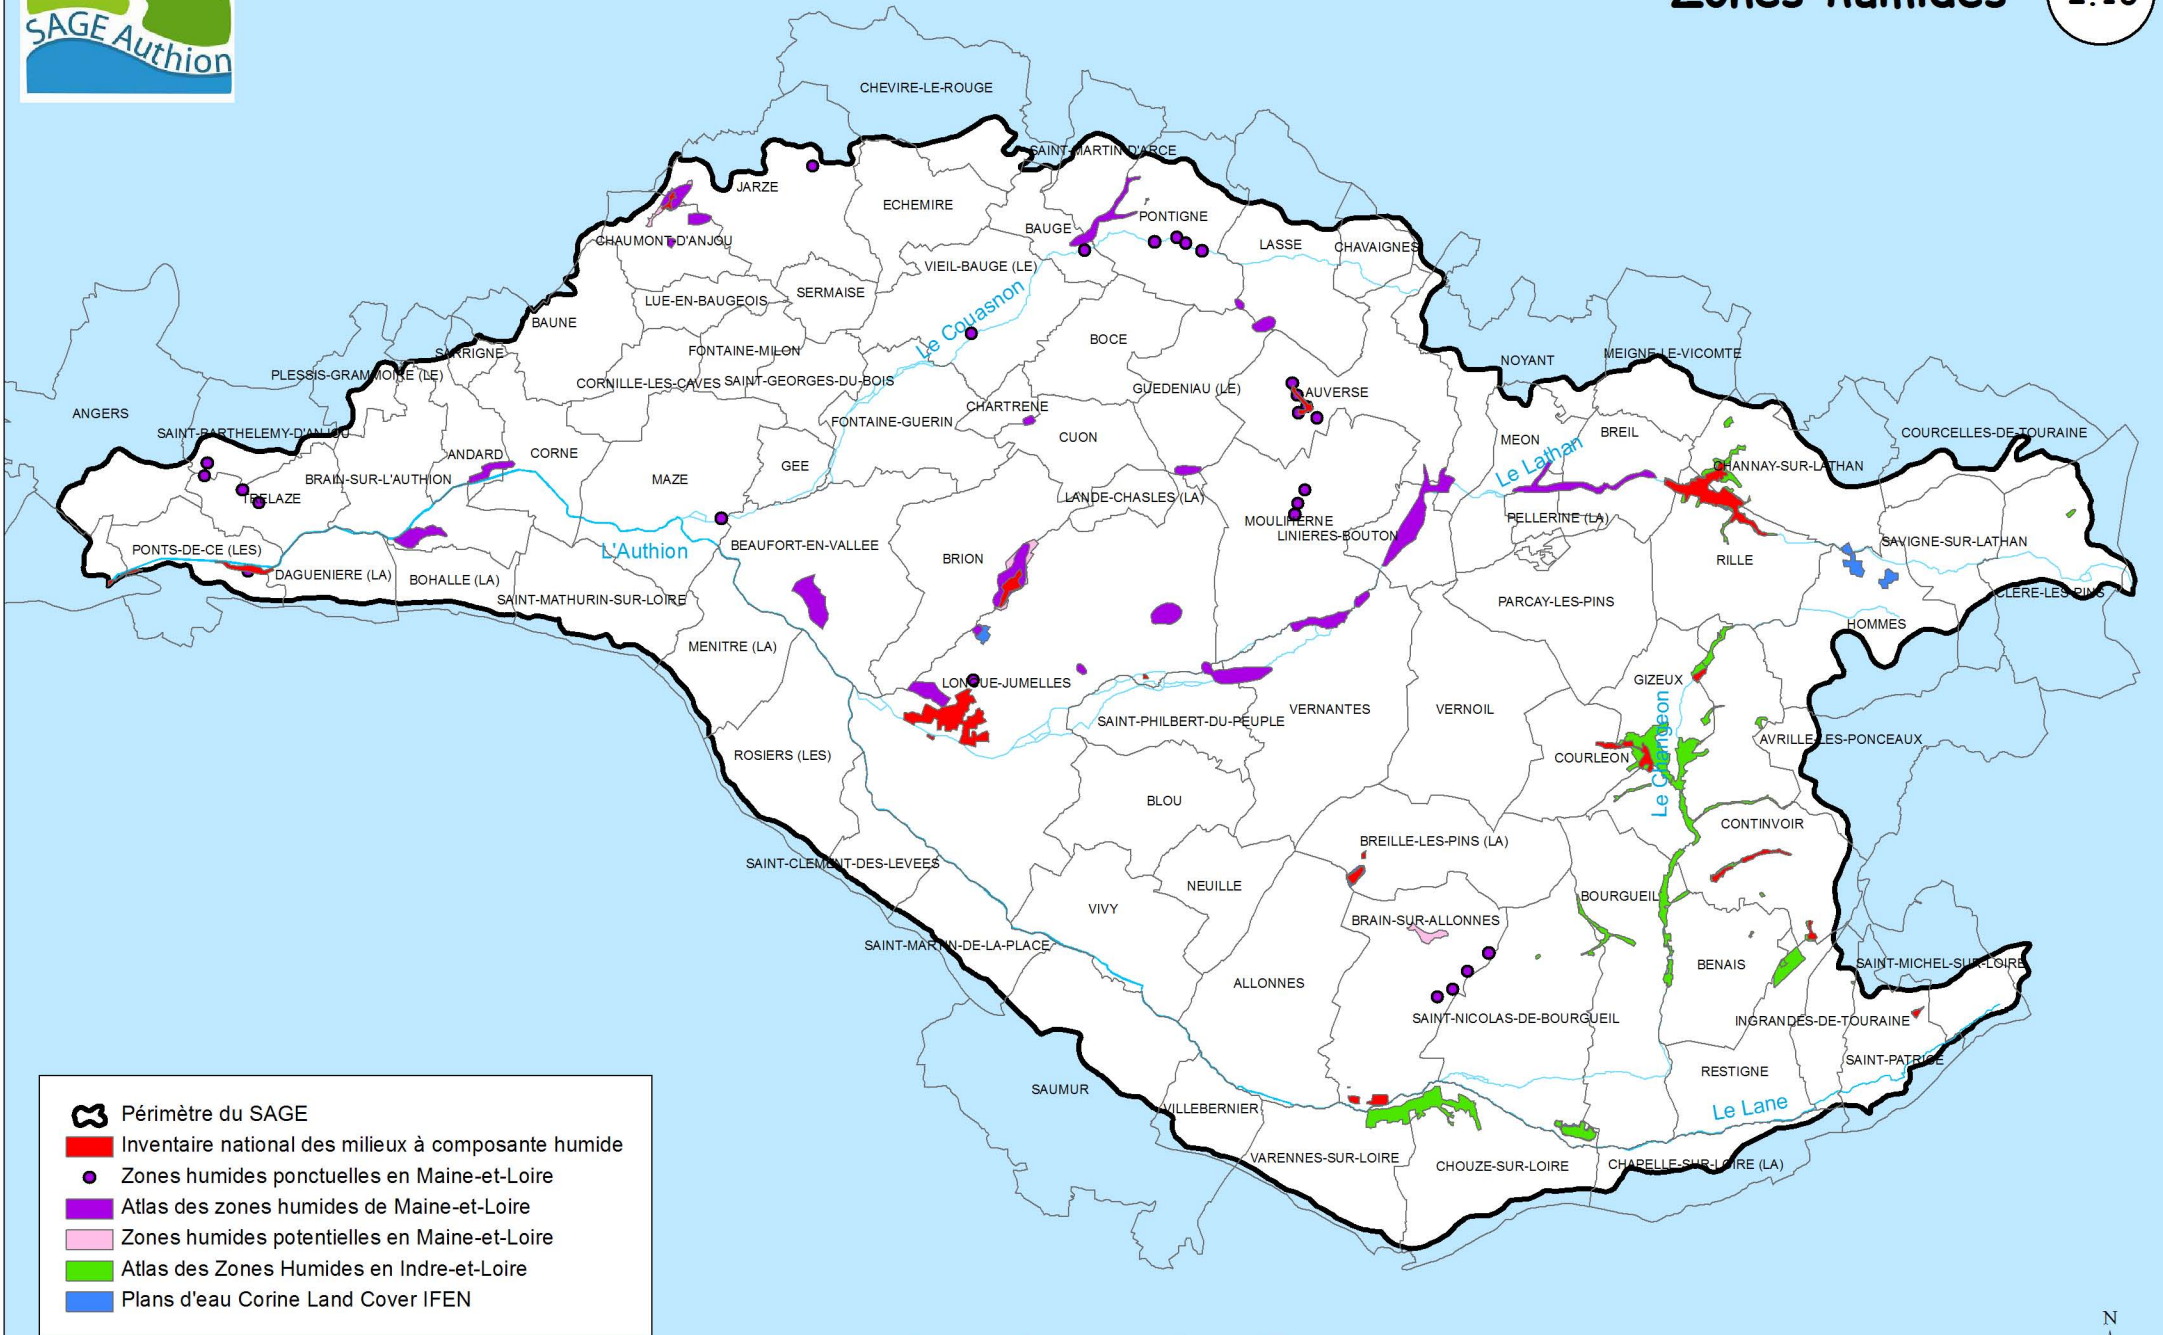 SAGE Authion
Zones humides
CHEVIRE-LE-ROUGE
SAINT-MARTIN-D'ARCE
JARZE
ECHEMIRE
PONTIGNE
BAUGE
CHAUMONT-D'ANJOU
LASSE
CHAVAIGNES
VIEIL-BAUGE (LE)
SERMAISE
LUE-EN-BAUGEOIS
BAUNE
Le Couasnon
BOCE
FONTAINE-MILON
SARRIGNE
NOYANT
MEIGNE-LE-VICOMTE
PLESSIS-GRAMMOIRE (LE)
CORNILLE-LES-CAVES
SAINT-GEORGES-DU-BOIS
GUEDENIAU (LE)
AUVERSE
ANGERS
CHARTRENE
FONTAINE-GUERIN
SAINT-BARTHELEMY-D'ANJOU
CUON
MEON
BREIL
COURCELLES-DE-TOURAINE
ANDARD
CORNE
Le Lathan
GEE
CHANNAY-SUR-LATHAN
BRAIN-SUR-L'AUTHION
MAZE
TRELAZE
LANDE-CHASLES (LA)
MOULIHERNE
PELLERINE (LA)
LINIERES-BOUTON
PONTS-DE-CE (LES)
L'Authion
BEAUFORT-EN-VALLEE
BRION
SAVIGNE-SUR-LATHAN
RILLE
DAGUENIERE (LA)
BOHALLE (LA)
SAINT-MATHURIN-SUR-LOIRE
PARCAY-LES-PINS
CLERE-LES-PINS
HOMMES
MENITRE (LA)
LONGUE-JUMELLES
GIZEUX
VERNANTES
VERNOIL
SAINT-PHILBERT-DU-PEUPLE
Le Changeon
AVRILLE-LES-PONCEAUX
ROSIERS (LES)
COURLEON
BLOU
CONTINVOIR
BREILLE-LES-PINS (LA)
SAINT-CLEMENT-DES-LEVEES
NEUILLE
BOURGUEIL
VIVY
BRAIN-SUR-ALLONNES
SAINT-MARTIN-DE-LA-PLACE
BENAIS
SAINT-MICHEL-SUR-LOIRE
ALLONNES
SAINT-NICOLAS-DE-BOURGUEIL
INGRANDES-DE-TOURAINE
SAINT-PATRICE
RESTIGNE
SAUMUR
VILLEBERNIER
Le Lane
VARENNES-SUR-LOIRE
CHOUZE-SUR-LOIRE
CHAPELLE-SUR-LOIRE (LA)
Périmètre du SAGE
Inventaire national des milieux à composante humide
Zones humides ponctuelles en Maine-et-Loire
Atlas des zones humides de Maine-et-Loire
Zones humides potentielles en Maine-et-Loire
Atlas des Zones Humides en Indre-et-Loire
Plans d'eau Corine Land Cover IFEN
N